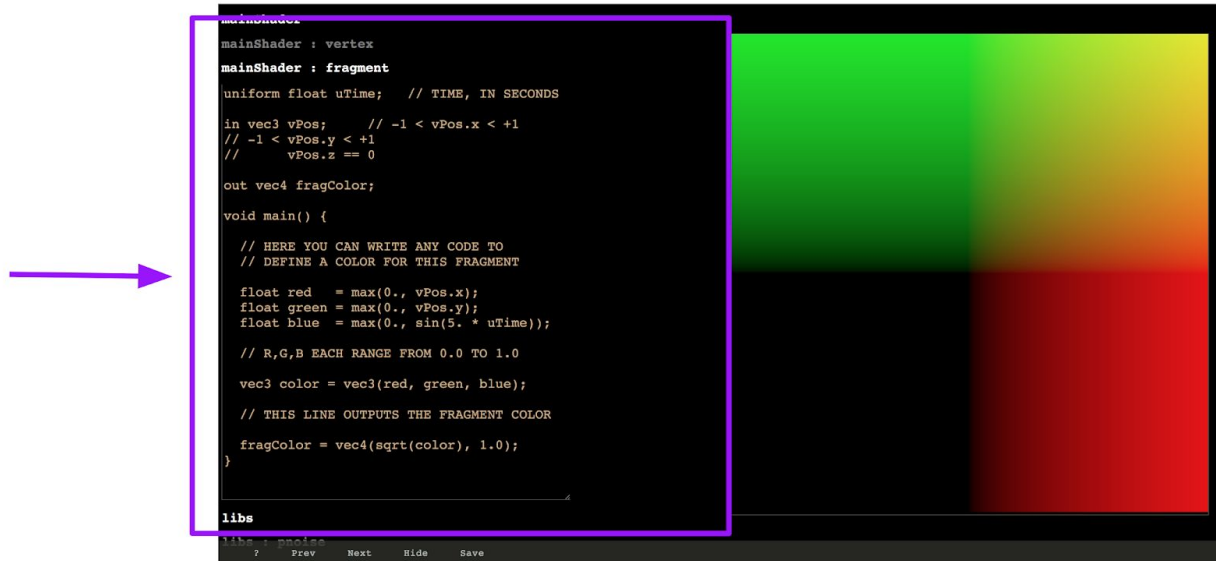 mainShader
mainShader : vertex
mainShader : fragment
uniform float uTime;   // TIME, IN SECONDS
in vec3 vPos;     // -1 < vPos.x < +1
// -1 < vPos.y < +1
//      vPos.z == 0
out vec4 fragColor;
void main() {
  // HERE YOU CAN WRITE ANY CODE TO
  // DEFINE A COLOR FOR THIS FRAGMENT
  float red   = max(0., vPos.x);
  float green = max(0., vPos.y);
  float blue  = max(0., sin(5. * uTime));
  // R,G,B EACH RANGE FROM 0.0 TO 1.0
  vec3 color = vec3(red, green, blue);
  // THIS LINE OUTPUTS THE FRAGMENT COLOR
  fragColor = vec4(sqrt(color), 1.0);
}
libs
libs : pnoise
? Prev Next Hide Save